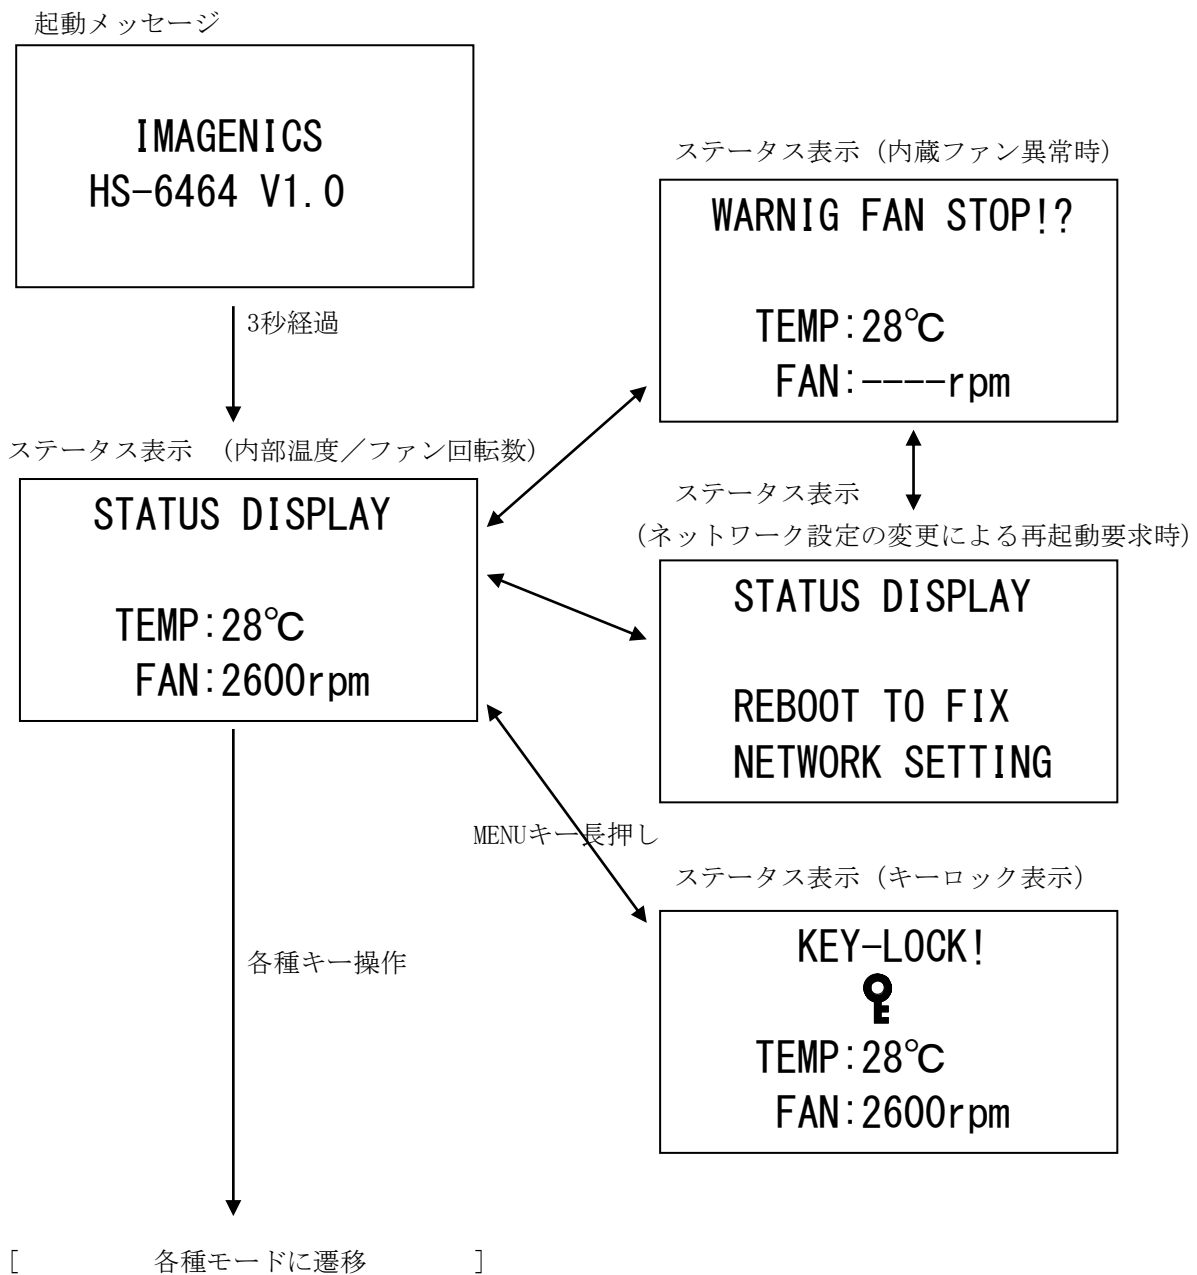 起動メッセージ
IMAGENICS
HS-6464 V1.0
3秒経過
ステータス表示 (内部温度／ファン回転数)
STATUS DISPLAY
TEMP:28℃
FAN:2600rpm
ステータス表示 (内蔵ファン異常時)
WARNIG FAN STOP!?
TEMP:28℃
FAN:----rpm
ステータス表示
(ネットワーク設定の変更による再起動要求時)
STATUS DISPLAY
REBOOT TO FIX
NETWORK SETTING
MENUキー長押し
ステータス表示 (キーロック表示)
KEY-LOCK!
TEMP:28℃
FAN:2600rpm
各種キー操作
[ 各種モードに遷移 ]